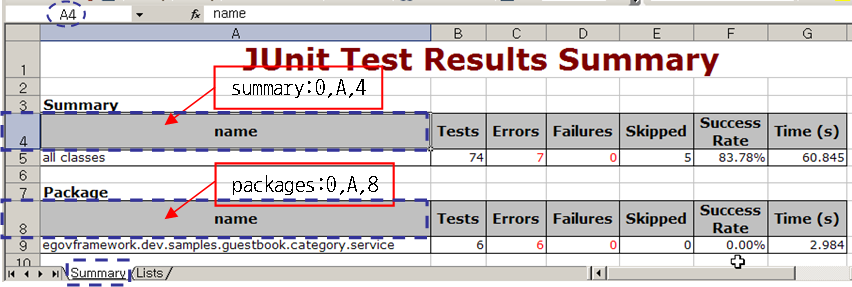 A4 fx name
A B C D E F G
1 JUnit Test Results Summary
2 summary:0,A,4
3 Summary
4 name Tests Errors Failures Skipped Success Rate Time (s)
5 all classes 74 7 0 5 83.78% 60.845
6 packages:0,A,8
7 Package
8 name Tests Errors Failures Skipped Success Rate Time (s)
9 egovframework.dev.samples.guestbook.category.service 6 6 0 0 0.00% 2.984
10
Summary Lists